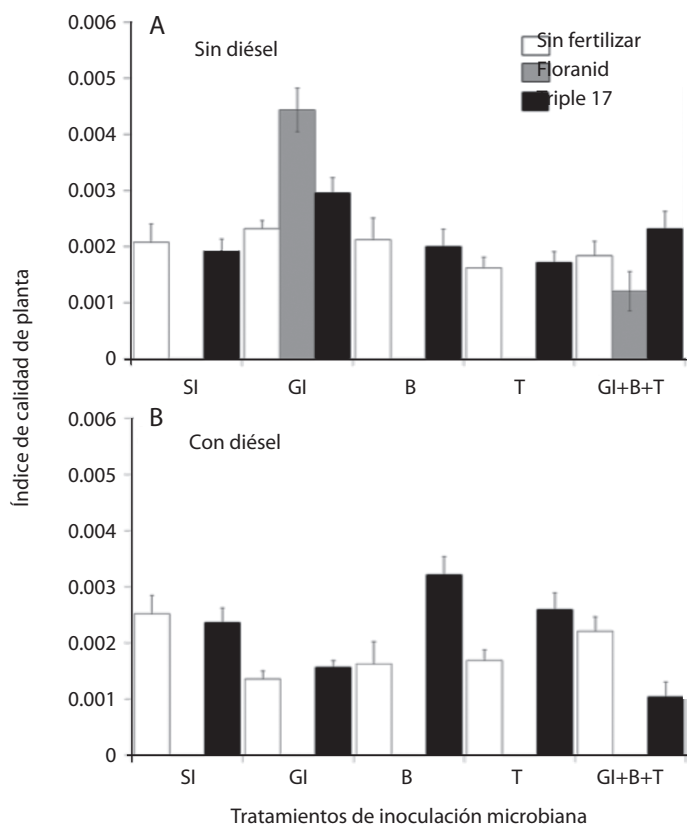 Índice de calidad de planta
A
Sin diésel
Sin fertilizar
Floranid
Triple 17
0.006
0.005
0.004
0.003
0.002
0.001
0
SI GI B T GI+B+T
B
Con diésel
0.006
0.005
0.004
0.003
0.002
0.001
0
SI GI B T GI+B+T
Tratamientos de inoculación microbiana